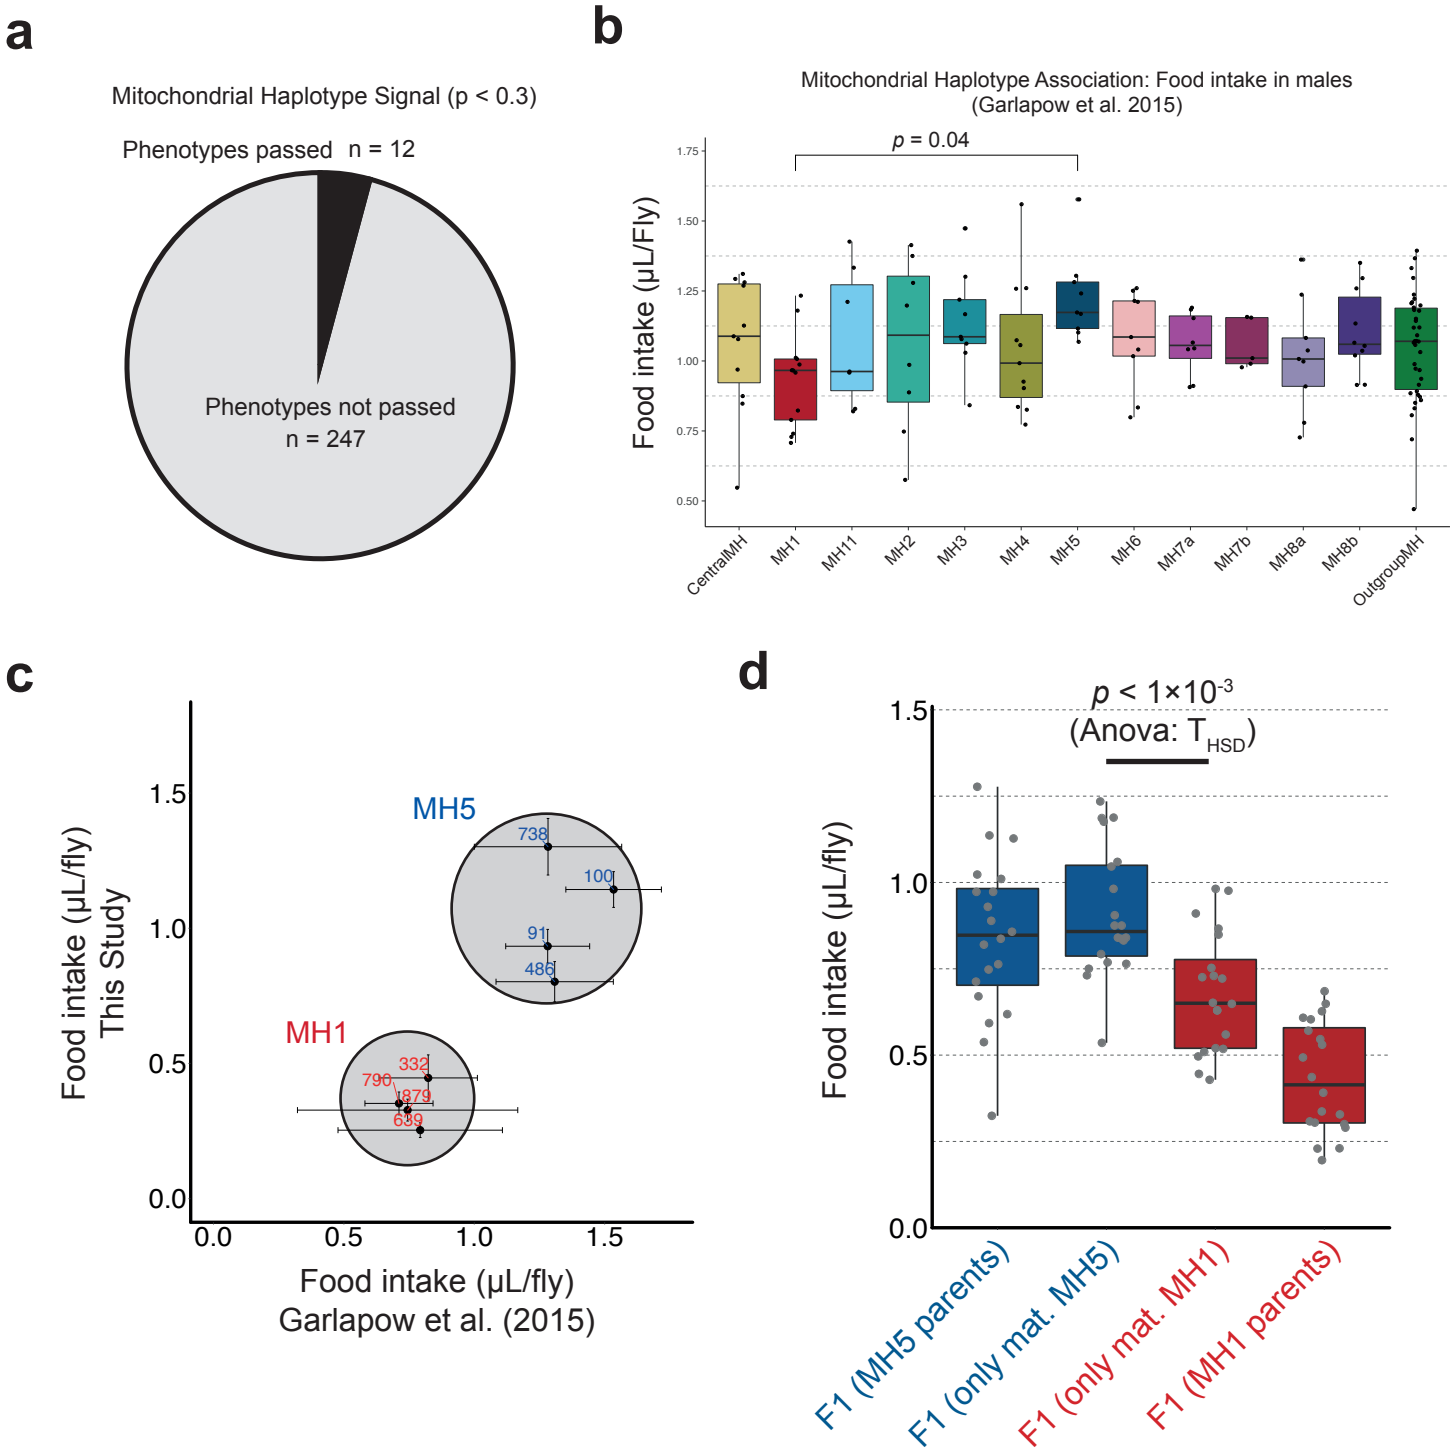 a
Mitochondrial Haplotype Signal (p < 0.3)
Phenotypes passed n = 12
Phenotypes not passed
n = 247
b
Mitochondrial Haplotype Association: Food intake in males
(Garlapow et al. 2015)
p = 0.04
Food intake (µL/Fly)
1.75
1.50
1.25
1.00
0.75
0.50
CentralMH
MH1
MH11
MH2
MH3
MH4
MH5
MH6
MH7a
MH7b
MH8a
MH8b
OutgroupMH
c
Food intake (µL/fly)
This Study
1.5
1.0
0.5
0.0
MH5
738
100
91
486
MH1
332
790
879
639
0.0
0.5
1.0
1.5
Food intake (µL/fly)
Garlapow et al. (2015)
d
p < 1×10-3
(Anova: THSD)
Food intake (µL/fly)
1.5
1.0
0.5
0.0
F1 (MH5 parents)
F1 (only mat. MH5)
F1 (only mat. MH1)
F1 (MH1 parents)